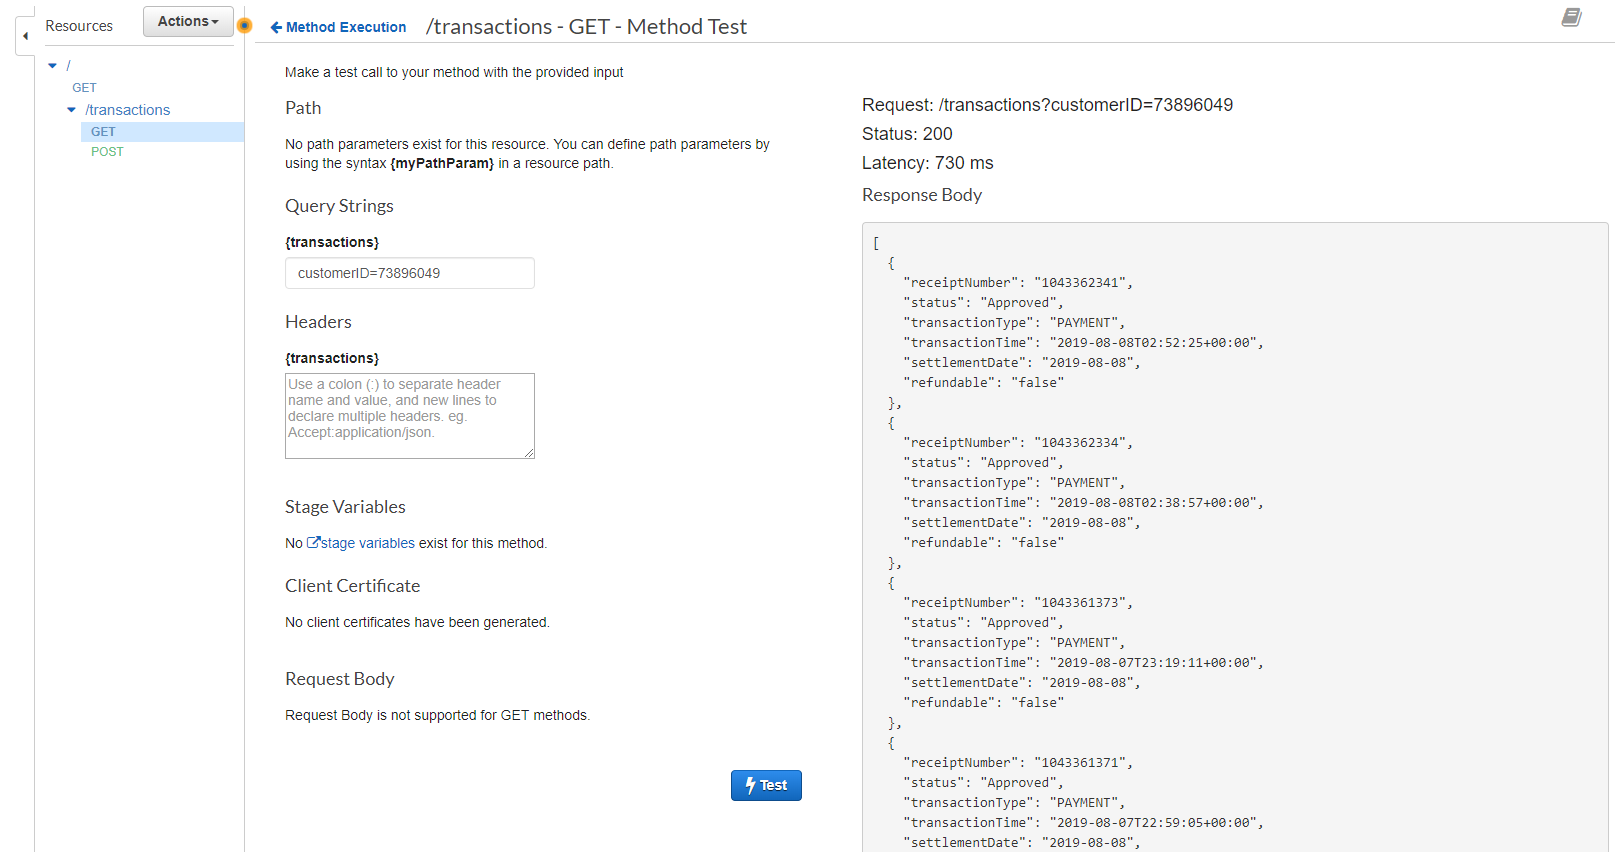 Resources
Actions
Method Execution
/transactions - GET - Method Test
/
GET
/transactions
GET
POST
Make a test call to your method with the provided input
Path
No path parameters exist for this resource. You can define path parameters by
using the syntax {myPathParam} in a resource path.
Query Strings
{transactions}
customerID=73896049
Headers
{transactions}
Use a colon (:) to separate header
name and value, and new lines to
declare multiple headers. eg.
Accept:application/json.
Stage Variables
No stage variables exist for this method.
Client Certificate
No client certificates have been generated.
Request Body
Request Body is not supported for GET methods.
Test
Request: /transactions?customerID=73896049
Status: 200
Latency: 730 ms
Response Body
[
{
"receiptNumber": "1043362341",
"status": "Approved",
"transactionType": "PAYMENT",
"transactionTime": "2019-08-08T02:52:25+00:00",
"settlementDate": "2019-08-08",
"refundable": "false"
},
{
"receiptNumber": "1043362334",
"status": "Approved",
"transactionType": "PAYMENT",
"transactionTime": "2019-08-08T02:38:57+00:00",
"settlementDate": "2019-08-08",
"refundable": "false"
},
{
"receiptNumber": "1043361373",
"status": "Approved",
"transactionType": "PAYMENT",
"transactionTime": "2019-08-07T23:19:11+00:00",
"settlementDate": "2019-08-08",
"refundable": "false"
},
{
"receiptNumber": "1043361371",
"status": "Approved",
"transactionType": "PAYMENT",
"transactionTime": "2019-08-07T22:59:05+00:00",
"settlementDate": "2019-08-08",